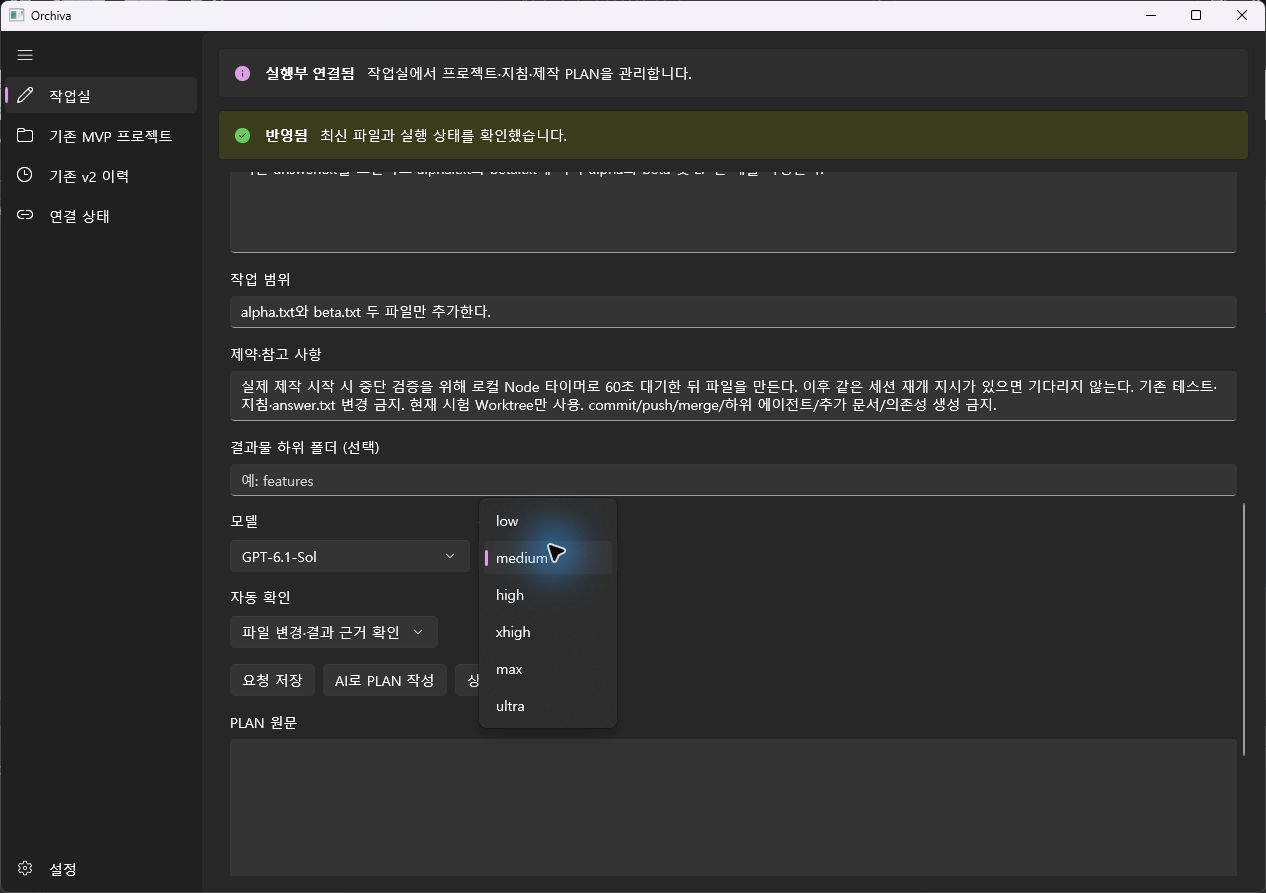 Orchiva
작업실
기존 MVP 프로젝트
기존 v2 이력
연결 상태
설정
실행부 연결됨 작업실에서 프로젝트·지침·제작 PLAN을 관리합니다.
반영됨 최신 파일과 실행 상태를 확인했습니다.
작업 범위
alpha.txt와 beta.txt 두 파일만 추가한다.
제약·참고 사항
실제 제작 시작 시 중단 검증을 위해 로컬 Node 타이머로 60초 대기한 뒤 파일을 만든다. 이후 같은 세션 재개 지시가 있으면 기다리지 않는다. 기존 테스트·
지침·answer.txt 변경 금지. 현재 시험 Worktree만 사용. commit/push/merge/하위 에이전트/추가 문서/의존성 생성 금지.
결과물 하위 폴더 (선택)
예: features
모델
GPT-6.1-Sol
low
medium
high
xhigh
max
ultra
자동 확인
파일 변경·결과 근거 확인
요청 저장
AI로 PLAN 작성
PLAN 원문